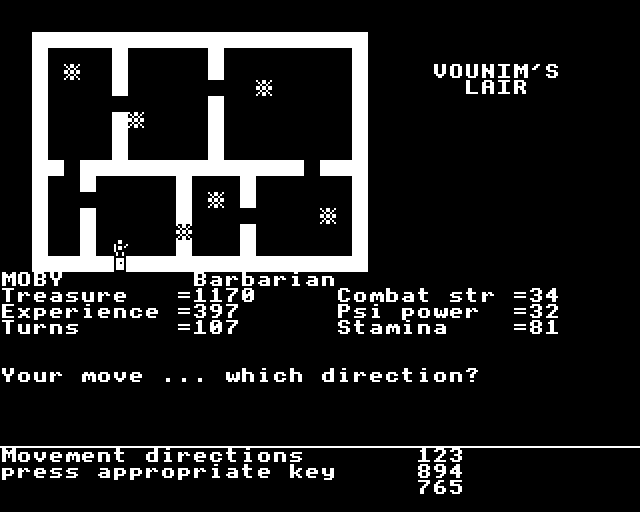 VOUNIM'S
LAIR
MOBY Barbarian
Treasure =1170 Combat str =34
Experience =397 Psi power =32
Turns =107 Stamina =81
Your move ... which direction?
Movement directions 123
press appropriate key 894
765